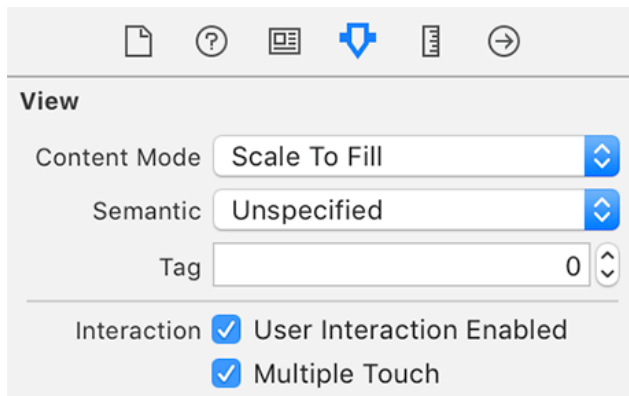 View
Content Mode Scale To Fill
Semantic Unspecified
Tag 0
Interaction User Interaction Enabled
Multiple Touch